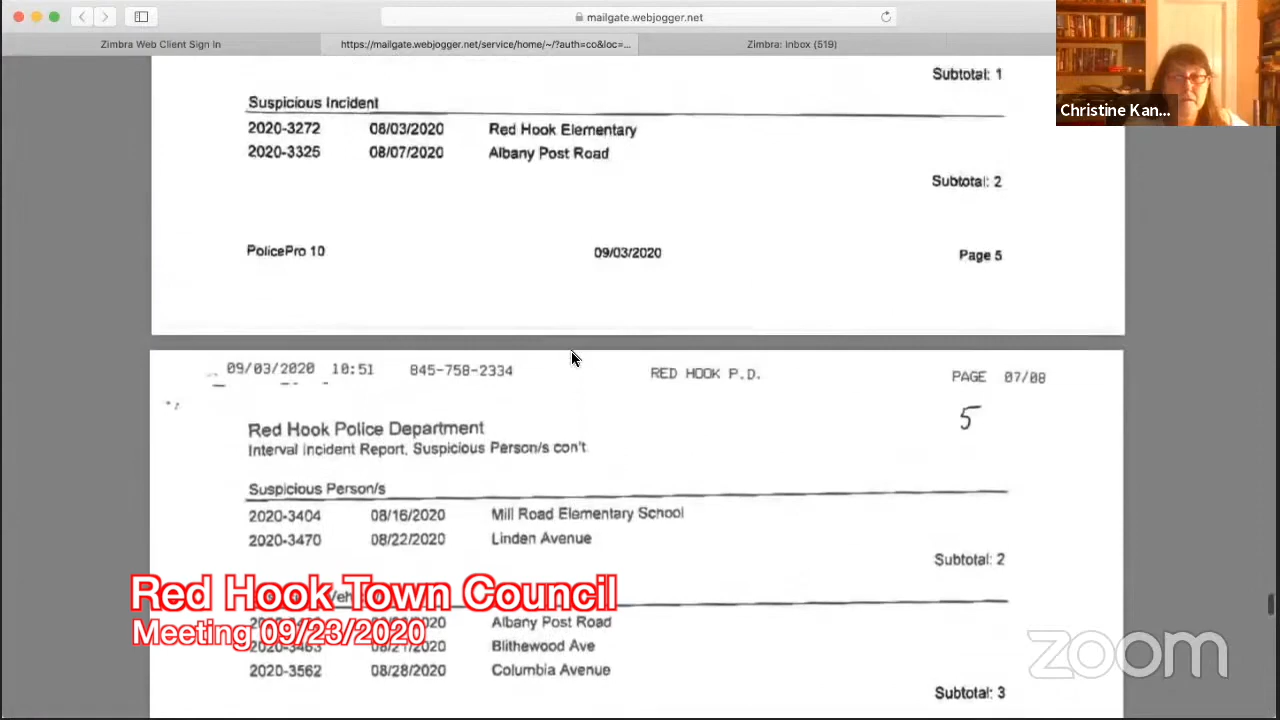 mailgate.webjogger.net
Zimbra Web Client Sign In
https://mailgate.webjogger.net/service/home/~/?auth=co&loc=...
Zimbra: Inbox (519)
Christine Kan...
Subtotal: 1
Suspicious Incident
2020-3272 08/03/2020 Red Hook Elementary
2020-3325 08/07/2020 Albany Post Road
Subtotal: 2
PolicePro 10 09/03/2020 Page 5
09/03/2020 10:51 845-758-2334 RED HOOK P.D. PAGE 07/08
5
Red Hook Police Department
Interval Incident Report, Suspicious Person/s con't
Suspicious Person/s
2020-3404 08/16/2020 Mill Road Elementary School
2020-3470 08/22/2020 Linden Avenue
Subtotal: 2
Red Hook Town Council
Meeting 09/23/2020
Albany Post Road
Blithewood Ave
2020-3562 08/28/2020 Columbia Avenue
Subtotal: 3
zoom